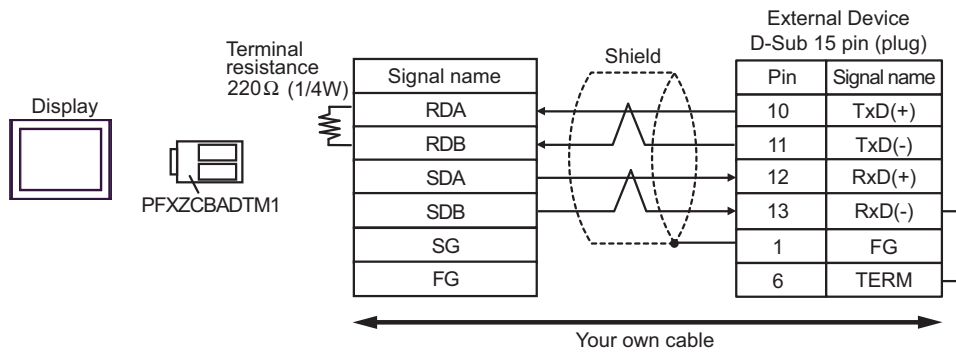 Display
PFXZCBADTM1
Terminal
resistance
220Ω (1/4W)
Signal name
RDA
RDB
SDA
SDB
SG
FG
Shield
External Device
D-Sub 15 pin (plug)
Pin Signal name
10 TxD(+)
11 TxD(-)
12 RxD(+)
13 RxD(-)
1 FG
6 TERM
Your own cable